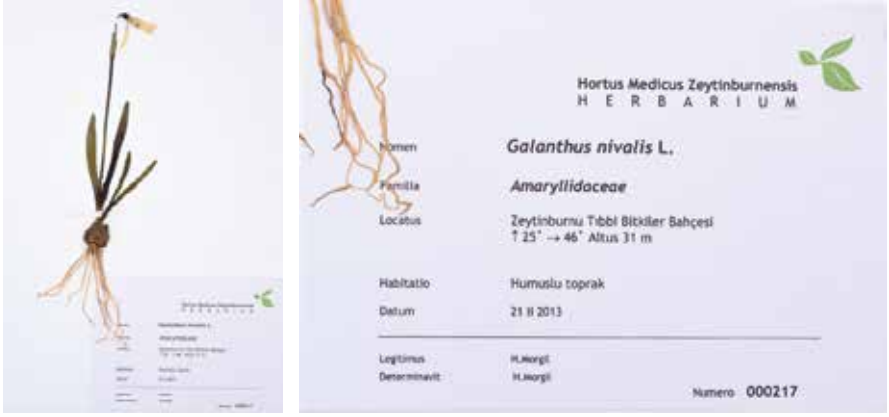 Hortus Medicus Zeytinburnensis
HERBARIUM
Nomen Galanthus nivalis L.
Familia Amaryllidaceae
Locatus Zeytinburnu Tıbbi Bitkiler Bahçesi
↑ 25° → 46° Altus 31 m
Habitatio Humuslu toprak
Datum 21 II 2013
Legitimus H.Morgil
Determinavit H.Morgil
Numero 000217